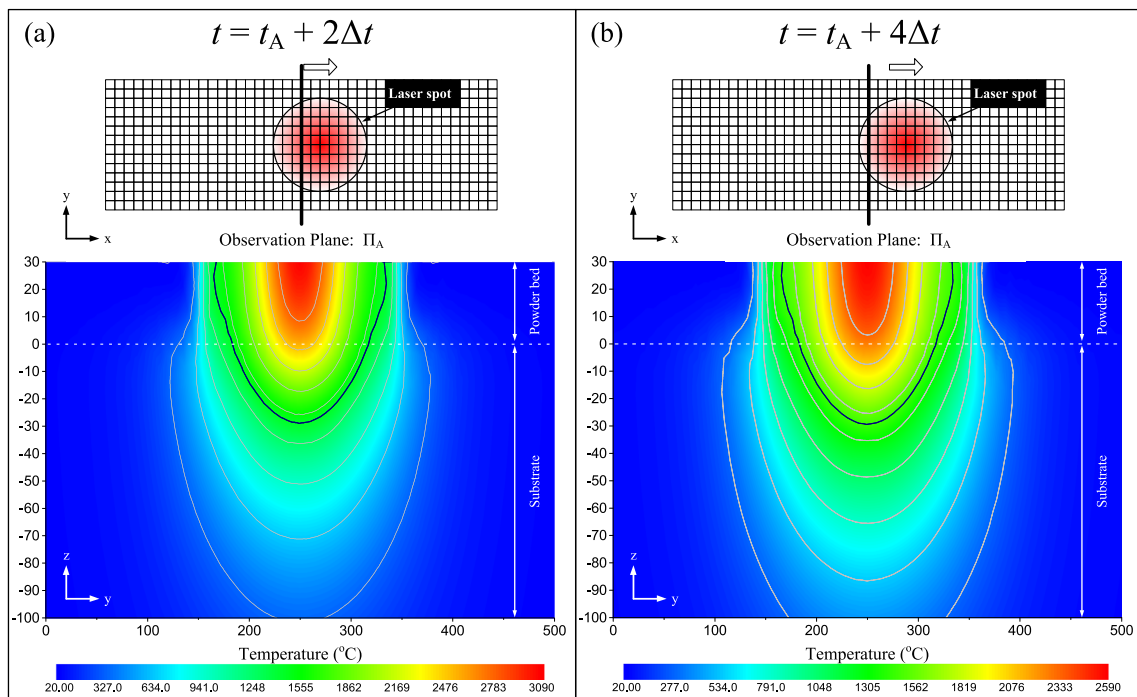 (a)
t = tA + 2Δt
Laser spot
y
x
Observation Plane: ΠA
30
20
10
0
-10
-20
-30
-40
-50
-60
-70
-80
-90
-100
Powder bed
Substrate
z
y
0 100 200 300 400 500
Temperature (°C)
20.00 327.0 634.0 941.0 1248 1555 1862 2169 2476 2783 3090
(b)
t = tA + 4Δt
Laser spot
y
x
Observation Plane: ΠA
30
20
10
0
-10
-20
-30
-40
-50
-60
-70
-80
-90
-100
Powder bed
Substrate
z
y
0 100 200 300 400 500
Temperature (°C)
20.00 277.0 534.0 791.0 1048 1305 1562 1819 2076 2333 2590